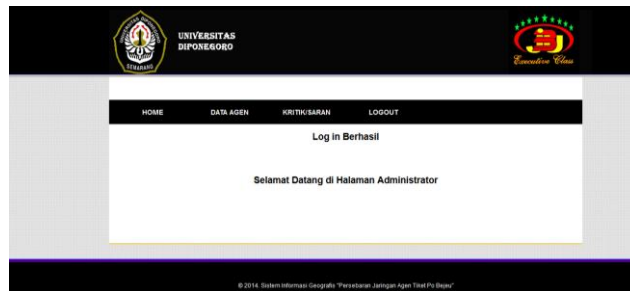 UNIVERSITAS
DIPONEGORO
SEMARANG
Executive Class
HOME DATA AGEN KRITIK/SARAN LOGOUT
Log in Berhasil
Selamat Datang di Halaman Administrator
© 2014. Sistem Informasi Geografis "Persebaran Jaringan Agen Tiket Po Bejeu"